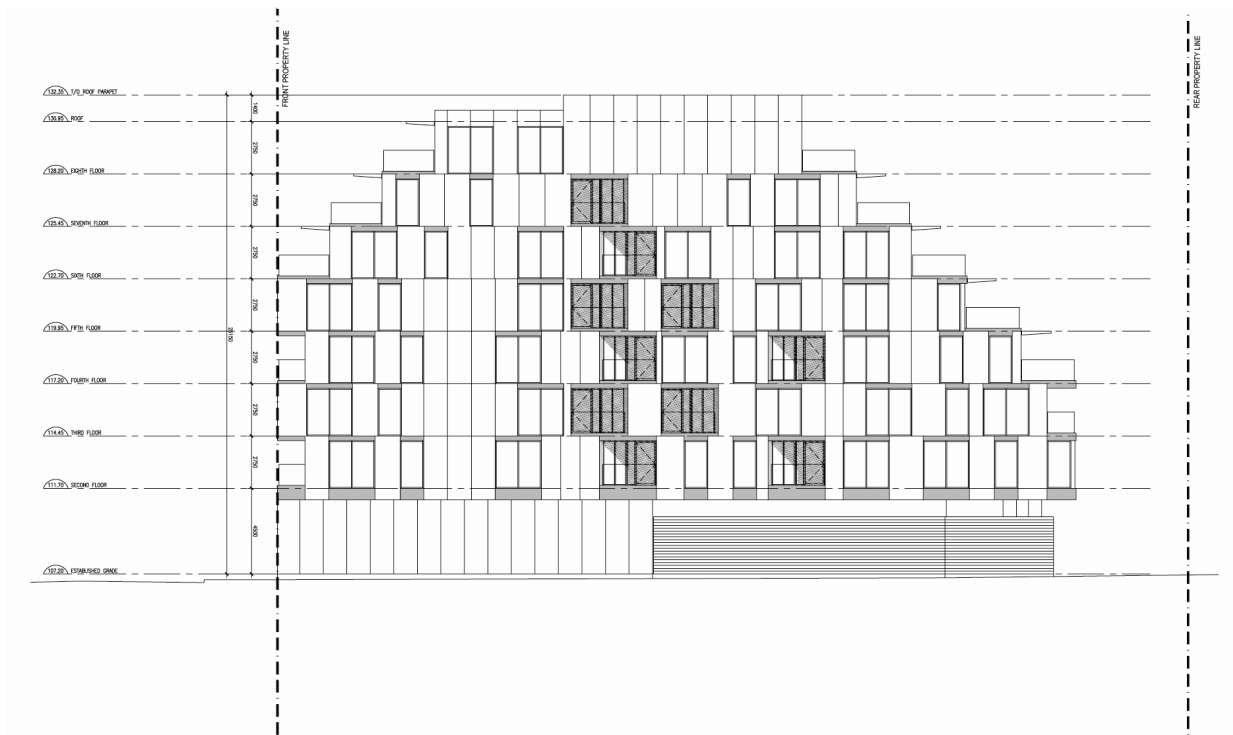 FRONT PROPERTY LINE
REAR PROPERTY LINE
132.35 T/O ROOF PARAPET
1400
130.95 ROOF
2750
128.20 EIGHTH FLOOR
2750
125.45 SEVENTH FLOOR
2750
122.70 SIXTH FLOOR
2750
25150
119.95 FIFTH FLOOR
2750
117.20 FOURTH FLOOR
2750
114.45 THIRD FLOOR
2750
111.70 SECOND FLOOR
4500
107.20 ESTABLISHED GRADE